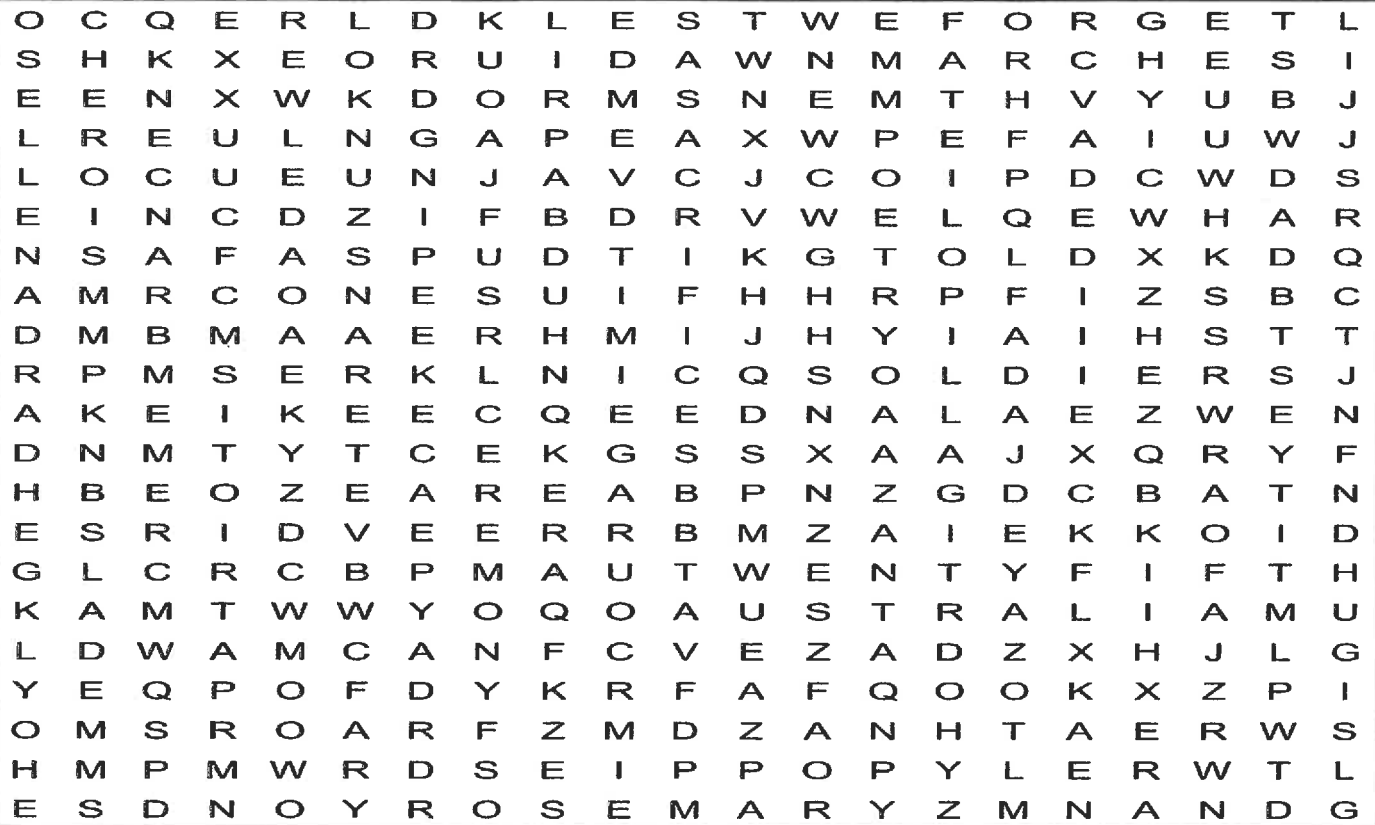 O C Q E R L D K L E S T W E F O R G E T L
S H K X E O R U I D A W N M A R C H E S I
E E N X W K D O R M S N E M T H V Y U B J
L R E U L N G A P E A X W P E F A I U W J
L O C U E U N J A V C J C O I P D C W D S
E I N C D Z I F B D R V W E L Q E W H A R
N S A F A S P U D T I K G T O L D X K D Q
A M R C O N E S U I F H H R P F I Z S B C
D M B M A A E R H M I J H Y I A I H S T T
R P M S E R K L N I C Q S O L D I E R S J
A K E I K E E C Q E E D N A L A E Z W E N
D N M T Y T C E K G S S X A A J X Q R Y F
H B E O Z E A R E A B P N Z G D C B A T N
E S R I D V E E R R B M Z A I E K K O I D
G L C R C B P M A U T W E N T Y F I F T H
K A M T W W Y O Q O A U S T R A L I A M U
L D W A M C A N F C V E Z A D Z X H J L G
Y E Q P O F D Y K R F A F Q O O K X Z P I
O M S R O A R F Z M D Z A N H T A E R W S
H M P M W R D S E I P P O P Y L E R W T L
E S D N O Y R O S E M A R Y Z M N A N D G